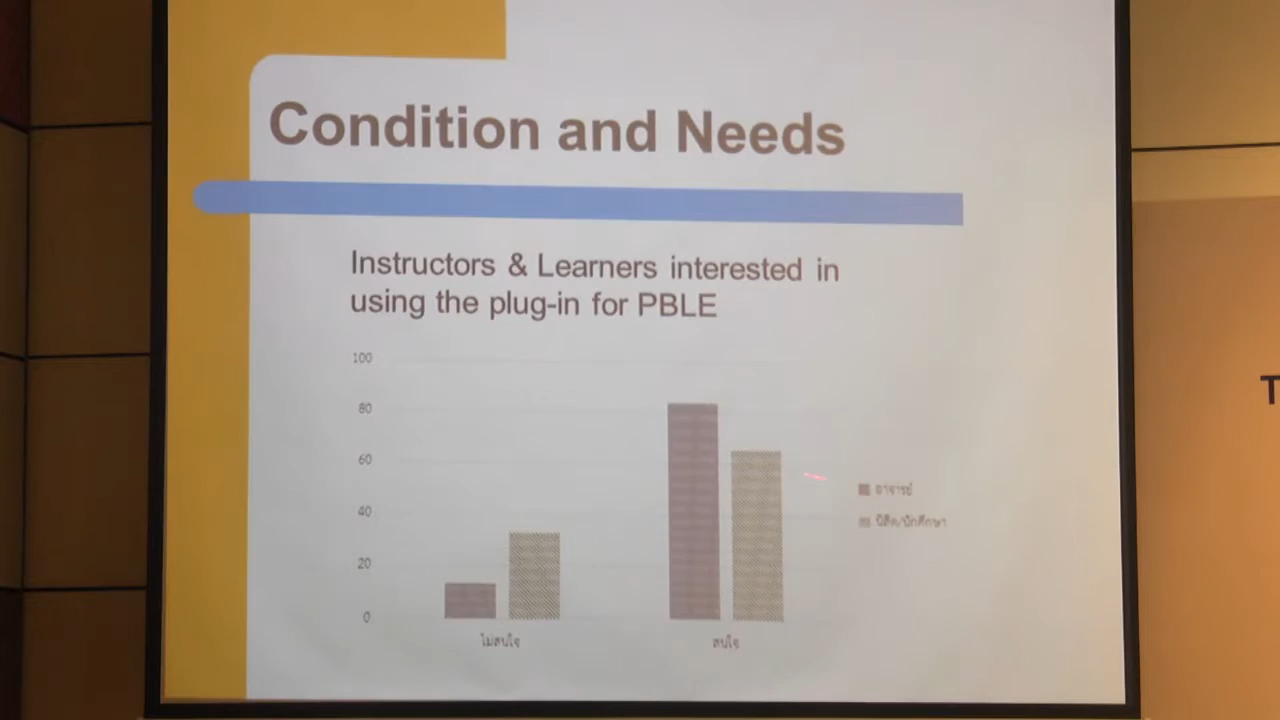 Condition and Needs
Instructors & Learners interested in
using the plug-in for PBLE
100
80
60
40
20
0
ไม่สนใจ
สนใจ
อาจารย์
นิสิต/นักศึกษา
T